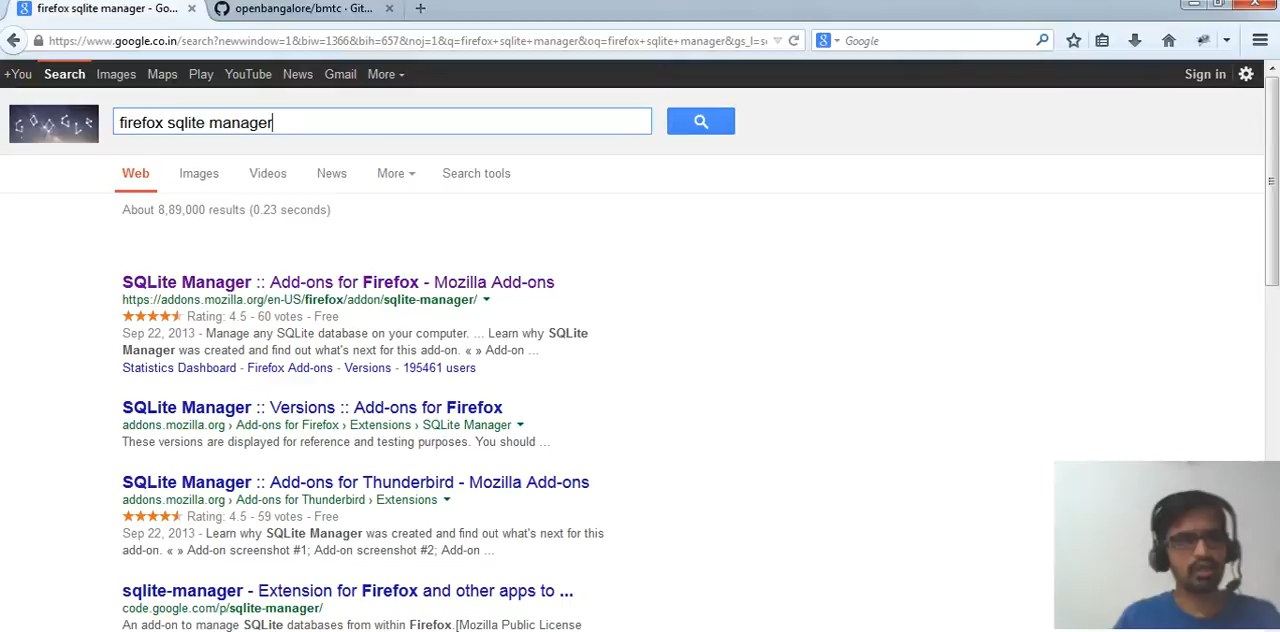 firefox sqlite manager - Go...
openbangalore/bmtc · Git...
https://www.google.co.in/search?newwindow=1&biw=1366&bih=657&noj=1&q=firefox+sqlite+manager&oq=firefox+sqlite+manager&gs_l=s
Google
+You Search Images Maps Play YouTube News Gmail More
Sign in
GOOGLE
firefox sqlite manager
Web Images Videos News More Search tools
About 8,89,000 results (0.23 seconds)
SQLite Manager :: Add-ons for Firefox - Mozilla Add-ons
https://addons.mozilla.org/en-US/firefox/addon/sqlite-manager/
Rating: 4.5 - 60 votes - Free
Sep 22, 2013 - Manage any SQLite database on your computer. ... Learn why SQLite
Manager was created and find out what's next for this add-on. « » Add-on ...
Statistics Dashboard - Firefox Add-ons - Versions - 195461 users
SQLite Manager :: Versions :: Add-ons for Firefox
addons.mozilla.org › Add-ons for Firefox › Extensions › SQLite Manager
These versions are displayed for reference and testing purposes. You should ...
SQLite Manager :: Add-ons for Thunderbird - Mozilla Add-ons
addons.mozilla.org › Add-ons for Thunderbird › Extensions
Rating: 4.5 - 59 votes - Free
Sep 22, 2013 - Learn why SQLite Manager was created and find out what's next for this
add-on. « » Add-on screenshot #1; Add-on screenshot #2; Add-on ...
sqlite-manager - Extension for Firefox and other apps to ...
code.google.com/p/sqlite-manager/
An add-on to manage SQLite databases from within Firefox.[Mozilla Public License